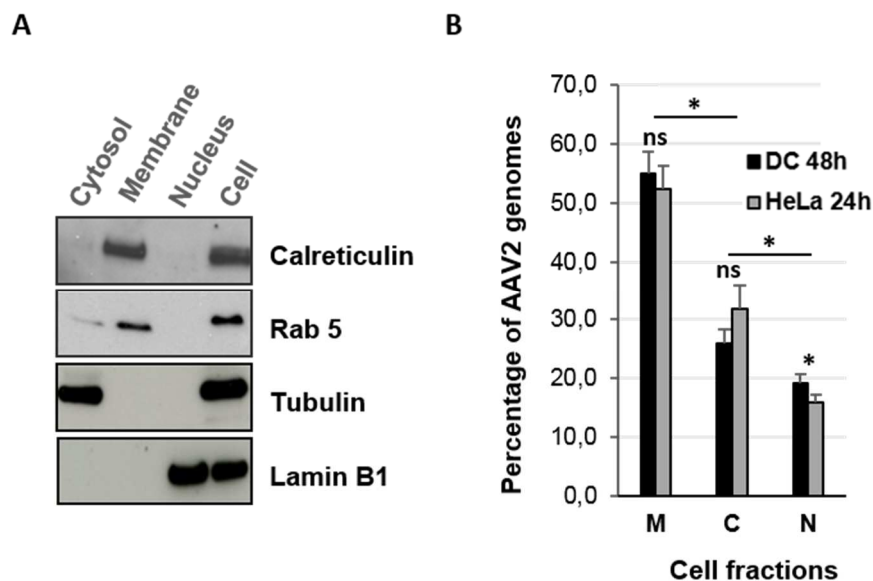 A
Cytosol
Membrane
Nucleus
Cell
Calreticulin
Rab 5
Tubulin
Lamin B1
B
Percentage of AAV2 genomes
70,0
60,0
50,0
40,0
30,0
20,0
10,0
0,0
*
ns
DC 48h
HeLa 24h
*
ns
*
M C N
Cell fractions